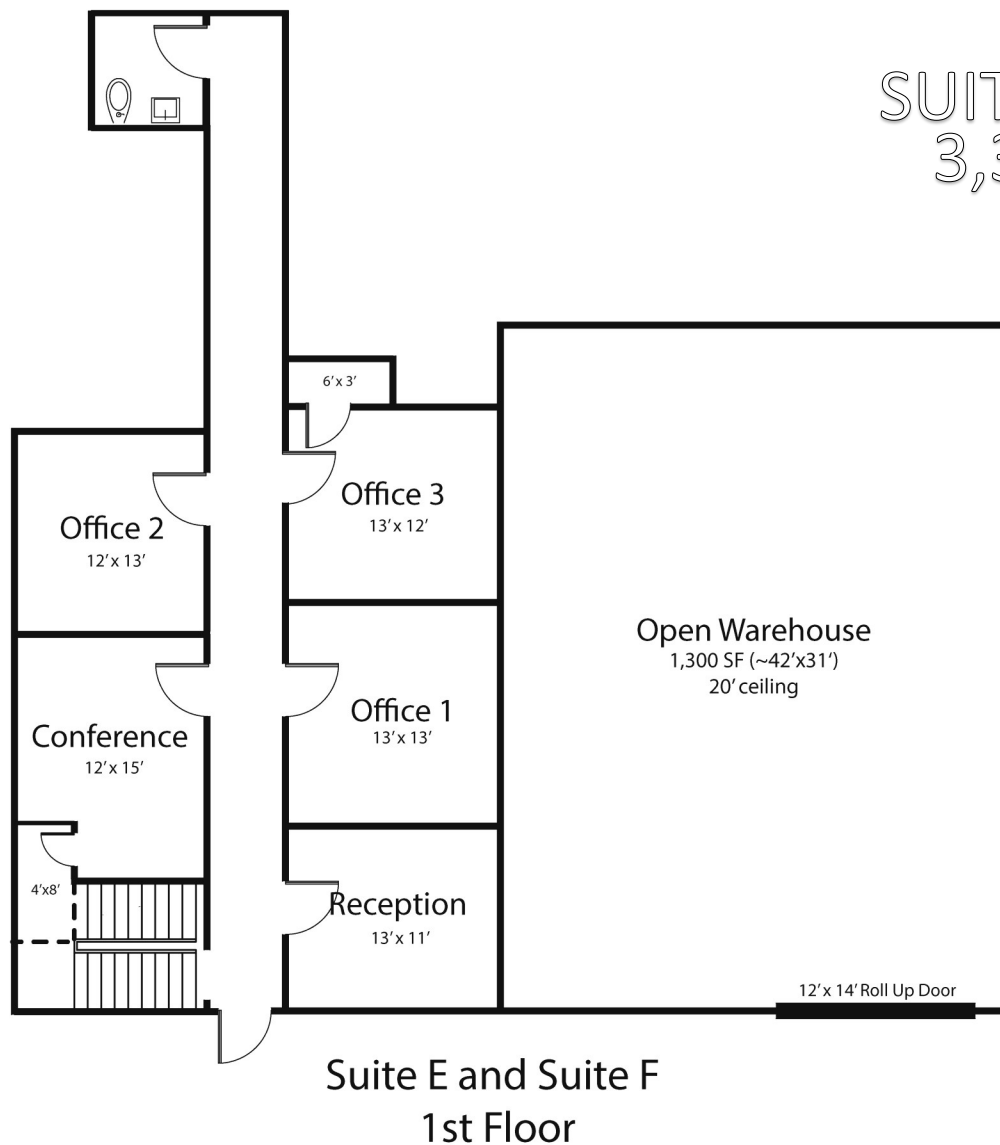 SUIT
3,3
6' x 3'
Office 3
13' x 12'
Office 2
12' x 13'
Open Warehouse
1,300 SF (~42'x31')
20' ceiling
Office 1
13' x 13'
Conference
12' x 15'
4'x8'
Reception
13' x 11'
12' x 14' Roll Up Door
Suite E and Suite F
1st Floor